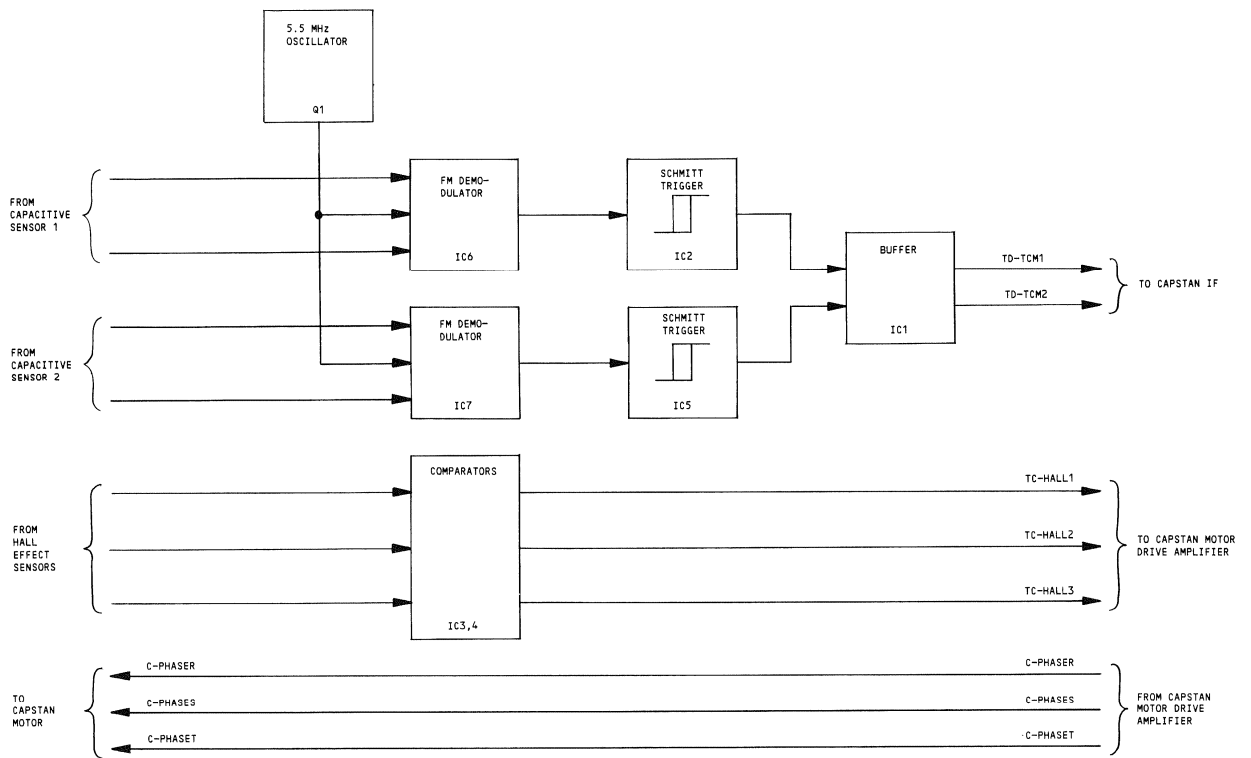 5.5 MHz
OSCILLATOR
Q1
FROM
CAPACITIVE
SENSOR 1
FM DEMO-
DULATOR
IC6
SCHMITT
TRIGGER
IC2
BUFFER
IC1
TD-TCM1
TD-TCM2
TO CAPSTAN IF
FROM
CAPACITIVE
SENSOR 2
FM DEMO-
DULATOR
IC7
SCHMITT
TRIGGER
IC5
FROM
HALL
EFFECT
SENSORS
COMPARATORS
IC3,4
TC-HALL1
TC-HALL2
TC-HALL3
TO CAPSTAN MOTOR
DRIVE AMPLIFIER
TO
CAPSTAN
MOTOR
C-PHASER
C-PHASES
C-PHASET
C-PHASER
C-PHASES
C-PHASET
FROM CAPSTAN
MOTOR DRIVE
AMPLIFIER